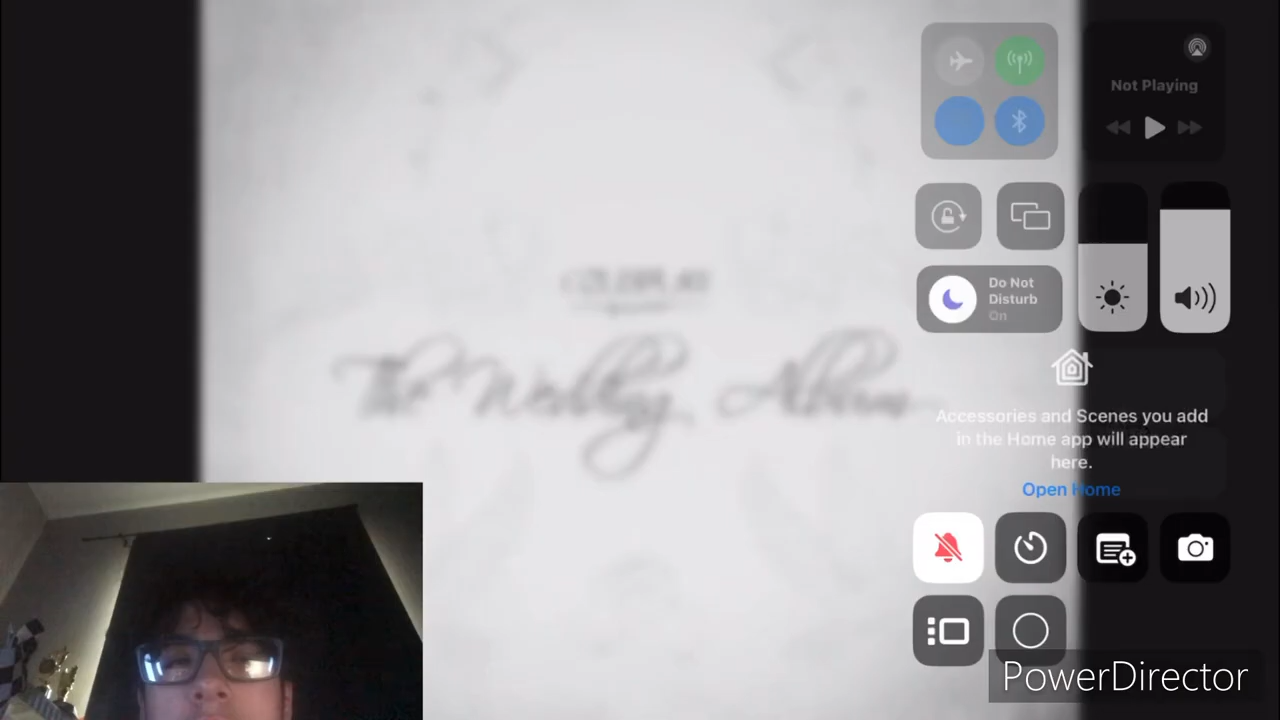 Not Playing
COLDPLAY
The Wedding Album
Do Not
Disturb
On
Accessories and Scenes you add
in the Home app will appear
here.
Open Home
PowerDirector